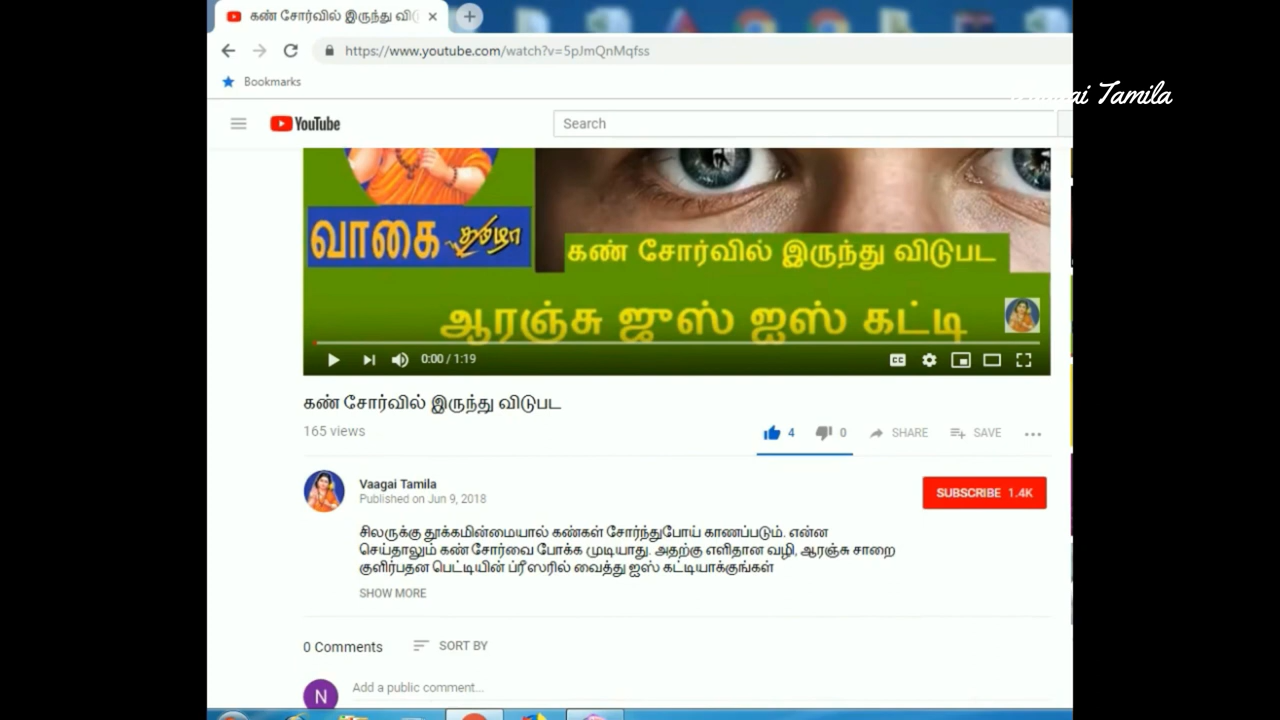 கண் சோர்வில் இருந்து விடு
https://www.youtube.com/watch?v=5pJmQnMqfss
Bookmarks
Tamila
YouTube
Search
வாகை தமிழா
கண் சோர்வில் இருந்து விடுபட
ஆரஞ்சு ஜுஸ் ஐஸ் கட்டி
0:00 / 1:19
CC
கண் சோர்வில் இருந்து விடுபட
165 views
4 0 SHARE SAVE
Vaagai Tamila
Published on Jun 9, 2018
SUBSCRIBE 1.4K
சிலருக்கு தூக்கமின்மையால் கண்கள் சோர்ந்துபோய் காணப்படும். என்ன
செய்தாலும் கண் சோர்வை போக்க முடியாது. அதற்கு எளிதான வழி, ஆரஞ்சு சாறை
குளிர்பதன பெட்டியின் ப்ரீஸரில் வைத்து ஐஸ் கட்டியாக்குங்கள்
SHOW MORE
0 Comments SORT BY
N
Add a public comment...